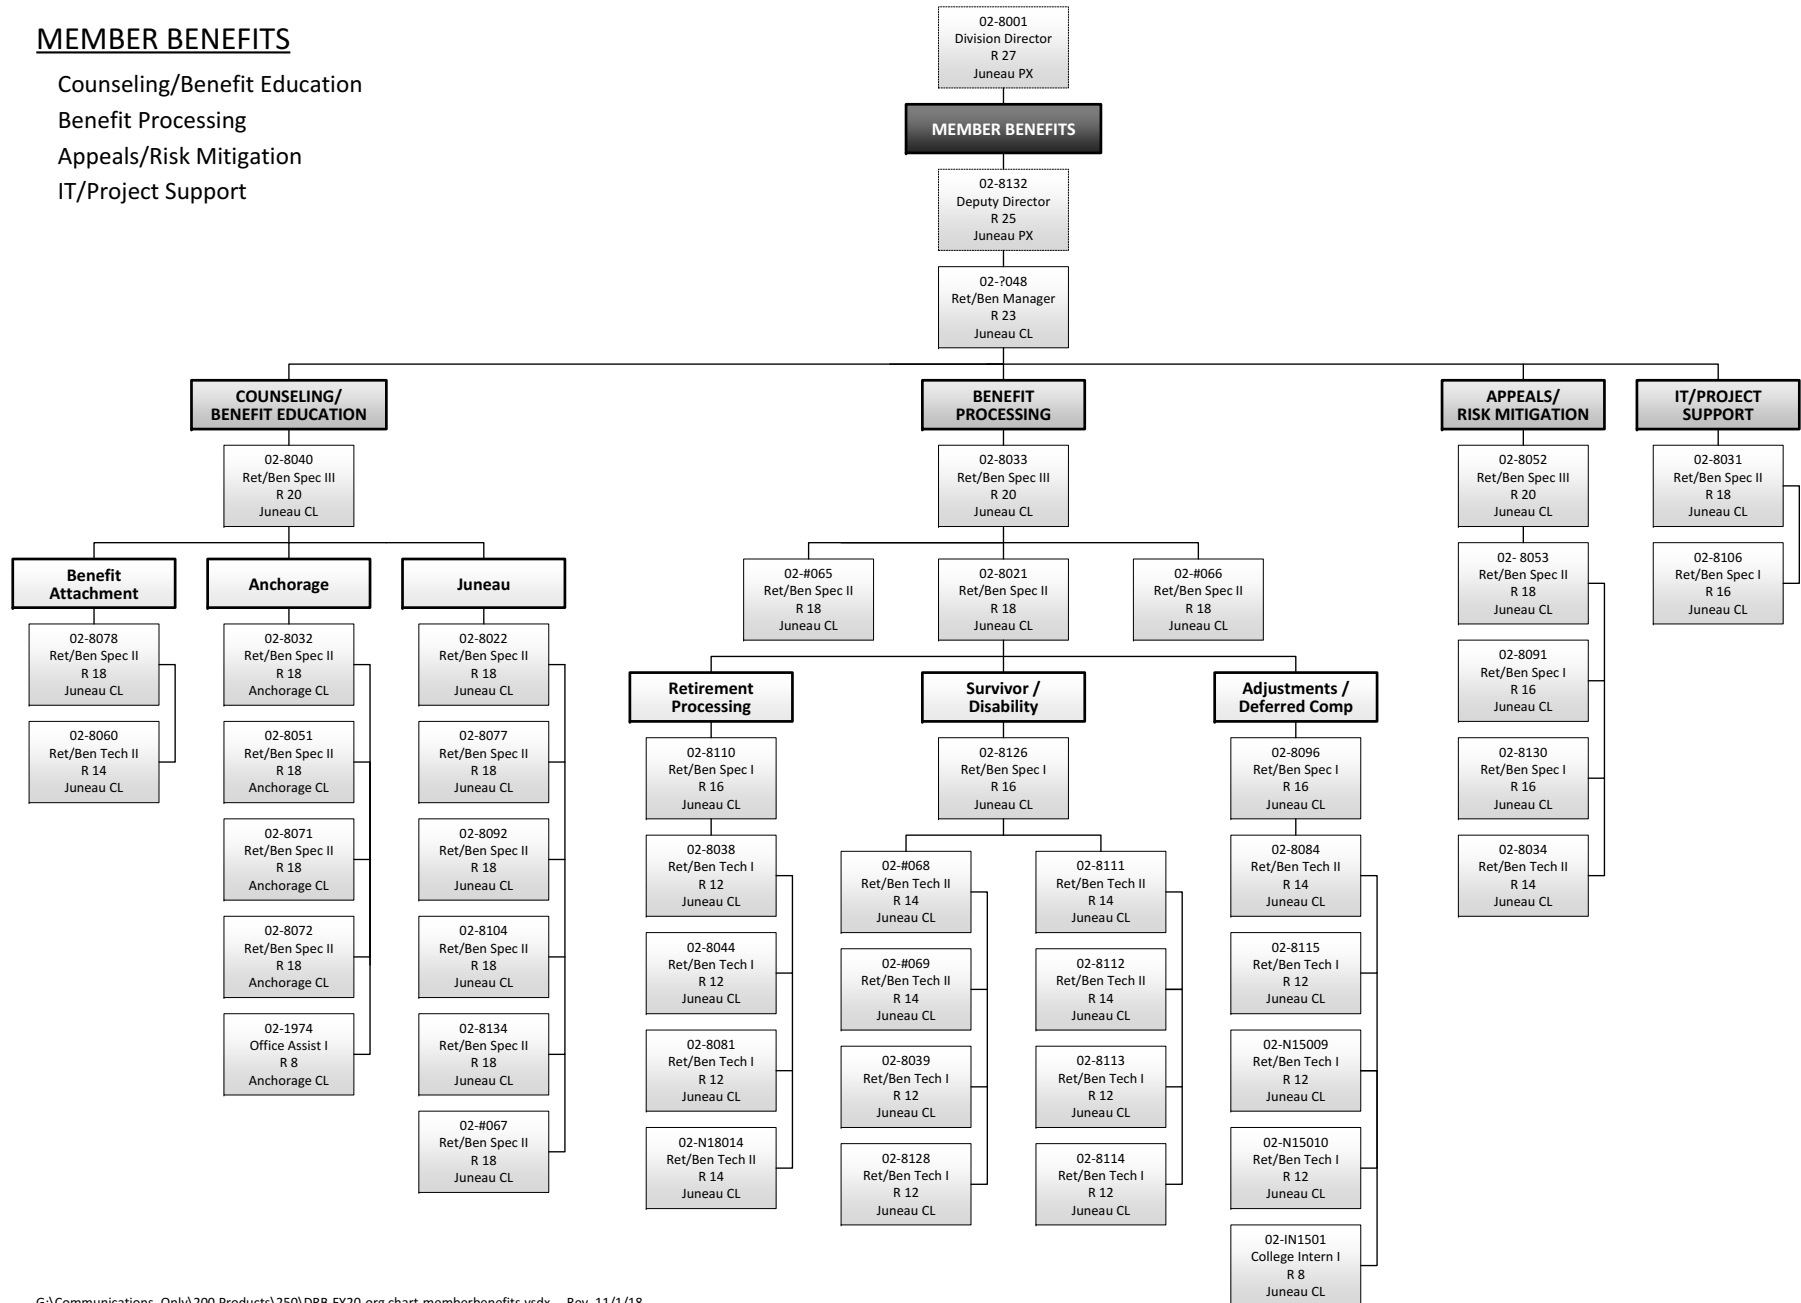 MEMBER BENEFITS
Counseling/Benefit Education
Benefit Processing
Appeals/Risk Mitigation
IT/Project Support
02-8001
Division Director
R 27
Juneau PX
MEMBER BENEFITS
02-8132
Deputy Director
R 25
Juneau PX
02-?048
Ret/Ben Manager
R 23
Juneau CL
COUNSELING/
BENEFIT EDUCATION
02-8040
Ret/Ben Spec III
R 20
Juneau CL
Benefit
Attachment
02-8078
Ret/Ben Spec II
R 18
Juneau CL
02-8060
Ret/Ben Tech II
R 14
Juneau CL
Anchorage
02-8032
Ret/Ben Spec II
R 18
Anchorage CL
02-8051
Ret/Ben Spec II
R 18
Anchorage CL
02-8071
Ret/Ben Spec II
R 18
Anchorage CL
02-8072
Ret/Ben Spec II
R 18
Anchorage CL
02-1974
Office Assist I
R 8
Anchorage CL
Juneau
02-8022
Ret/Ben Spec II
R 18
Juneau CL
02-8077
Ret/Ben Spec II
R 18
Juneau CL
02-8092
Ret/Ben Spec II
R 18
Juneau CL
02-8104
Ret/Ben Spec II
R 18
Juneau CL
02-8134
Ret/Ben Spec II
R 18
Juneau CL
02-#067
Ret/Ben Spec II
R 18
Juneau CL
BENEFIT
PROCESSING
02-8033
Ret/Ben Spec III
R 20
Juneau CL
02-#065
Ret/Ben Spec II
R 18
Juneau CL
02-8021
Ret/Ben Spec II
R 18
Juneau CL
02-#066
Ret/Ben Spec II
R 18
Juneau CL
Retirement
Processing
02-8110
Ret/Ben Spec I
R 16
Juneau CL
02-8038
Ret/Ben Tech I
R 12
Juneau CL
02-8044
Ret/Ben Tech I
R 12
Juneau CL
02-8081
Ret/Ben Tech I
R 12
Juneau CL
02-N18014
Ret/Ben Tech II
R 14
Juneau CL
Survivor /
Disability
02-8126
Ret/Ben Spec I
R 16
Juneau CL
02-#068
Ret/Ben Tech II
R 14
Juneau CL
02-#069
Ret/Ben Tech II
R 14
Juneau CL
02-8039
Ret/Ben Tech I
R 12
Juneau CL
02-8128
Ret/Ben Tech I
R 12
Juneau CL
02-8111
Ret/Ben Tech II
R 14
Juneau CL
02-8112
Ret/Ben Tech II
R 14
Juneau CL
02-8113
Ret/Ben Tech I
R 12
Juneau CL
02-8114
Ret/Ben Tech I
R 12
Juneau CL
Adjustments /
Deferred Comp
02-8096
Ret/Ben Spec I
R 16
Juneau CL
02-8084
Ret/Ben Tech II
R 14
Juneau CL
02-8115
Ret/Ben Tech I
R 12
Juneau CL
02-N15009
Ret/Ben Tech I
R 12
Juneau CL
02-N15010
Ret/Ben Tech I
R 12
Juneau CL
02-IN1501
College Intern I
R 8
Juneau CL
APPEALS/
RISK MITIGATION
02-8052
Ret/Ben Spec III
R 20
Juneau CL
02- 8053
Ret/Ben Spec II
R 18
Juneau CL
02-8091
Ret/Ben Spec I
R 16
Juneau CL
02-8130
Ret/Ben Spec I
R 16
Juneau CL
02-8034
Ret/Ben Tech II
R 14
Juneau CL
IT/PROJECT
SUPPORT
02-8031
Ret/Ben Spec II
R 18
Juneau CL
02-8106
Ret/Ben Spec I
R 16
Juneau CL
G:\Communications_Only\200 Products\250\DRB FY20 org chart-memberbenefits.vsdx Rev. 11/1/18